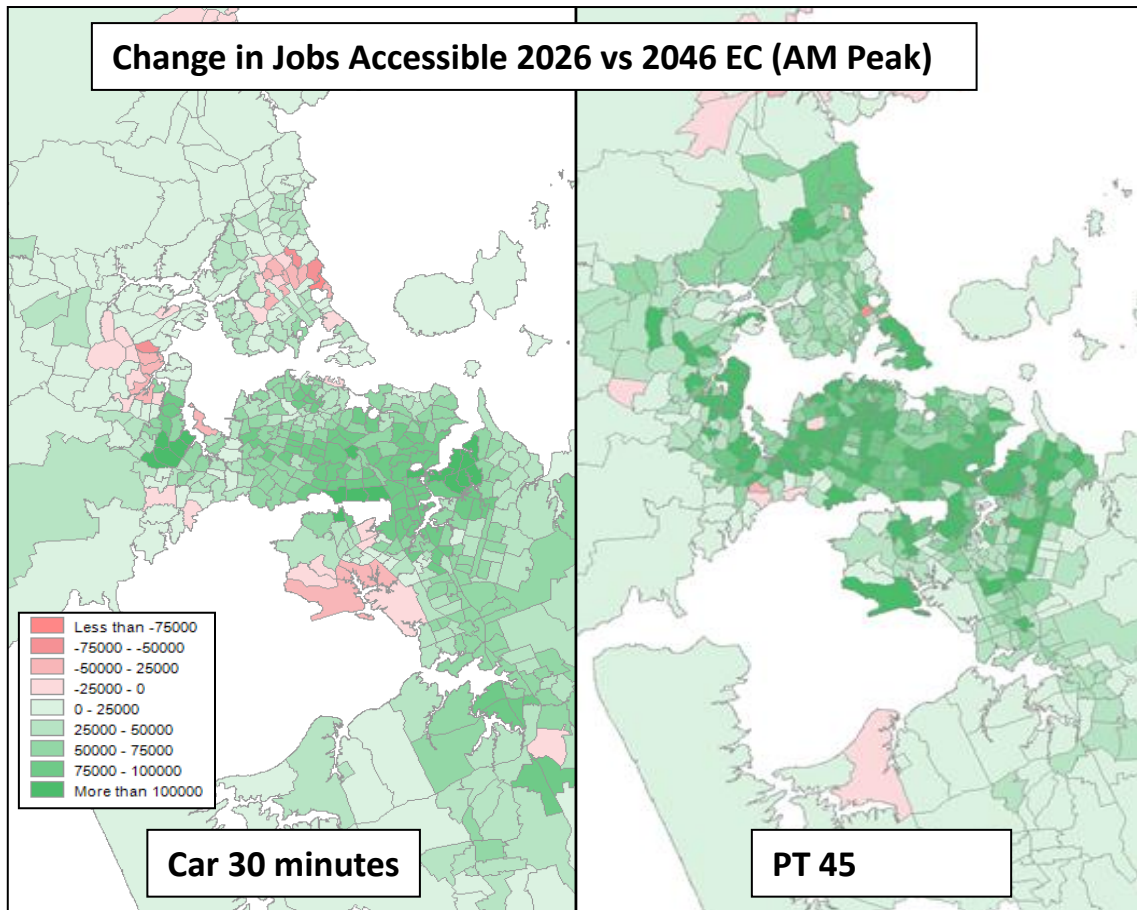 Change in Jobs Accessible 2026 vs 2046 EC (AM Peak)
Less than -75000
-75000 - -50000
-50000 - 25000
-25000 - 0
0 - 25000
25000 - 50000
50000 - 75000
75000 - 100000
More than 100000
Car 30 minutes
PT 45